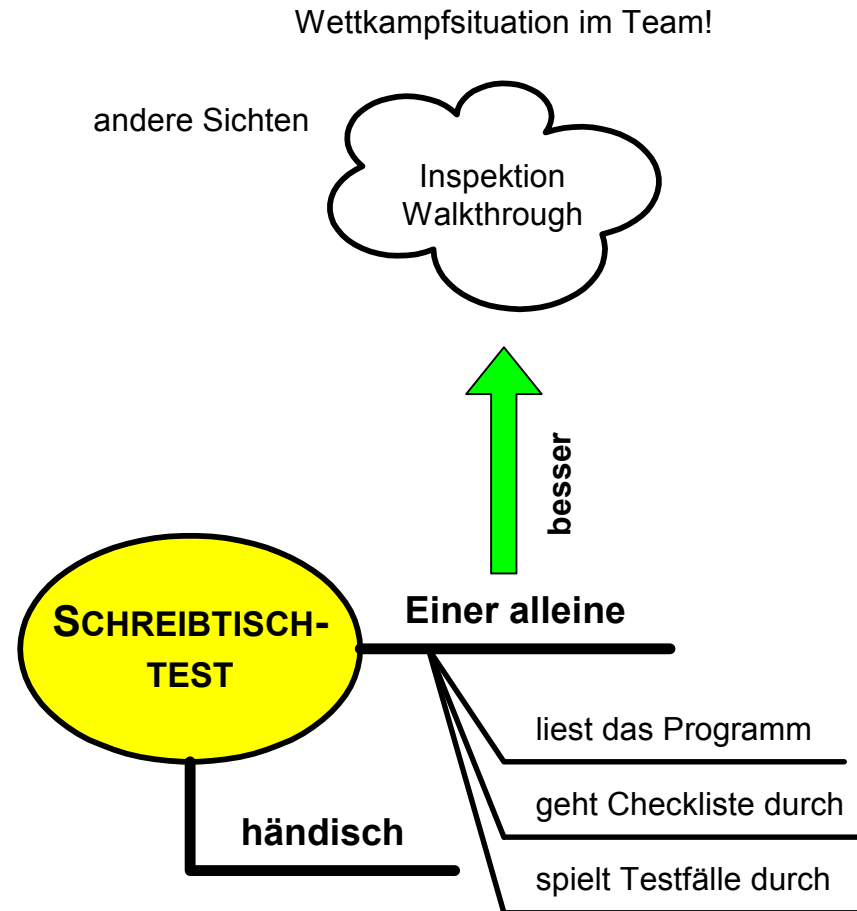 Wettkampfsituation im Team!
andere Sichten
Inspektion
Walkthrough
besser
Einer alleine
SCHREIBTISCH-
TEST
liest das Programm
geht Checkliste durch
händisch
spielt Testfälle durch